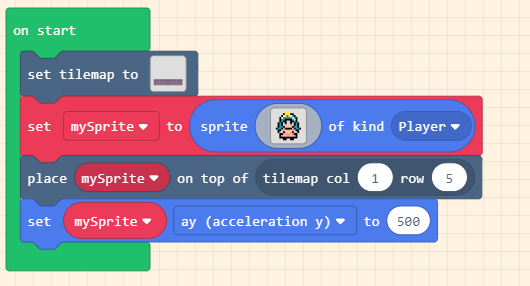 on start
set tilemap to
set mySprite to sprite of kind Player
place mySprite on top of tilemap col 1 row 5
set mySprite ay (acceleration y) to 500